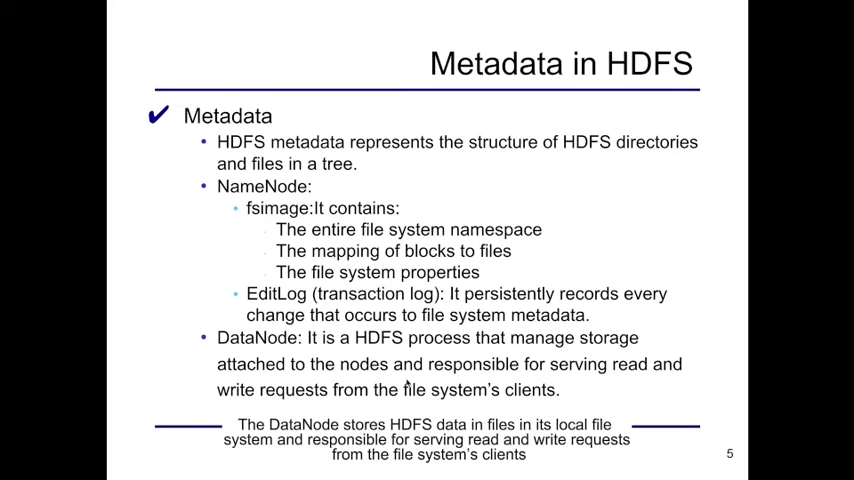 Metadata in HDFS
✔ Metadata
• HDFS metadata represents the structure of HDFS directories
and files in a tree.
• NameNode:
• fsimage:It contains:
The entire file system namespace
The mapping of blocks to files
The file system properties
• EditLog (transaction log): It persistently records every
change that occurs to file system metadata.
• DataNode: It is a HDFS process that manage storage
attached to the nodes and responsible for serving read and
write requests from the file system's clients.
The DataNode stores HDFS data in files in its local file
system and responsible for serving read and write requests
from the file system's clients
5